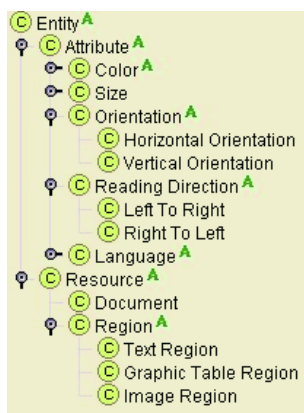 C Entity A
C Attribute A
C Color A
C Size
C Orientation A
C Horizontal Orientation
C Vertical Orientation
C Reading Direction A
C Left To Right
C Right To Left
C Language A
C Resource A
C Document
C Region A
C Text Region
C Graphic Table Region
C Image Region